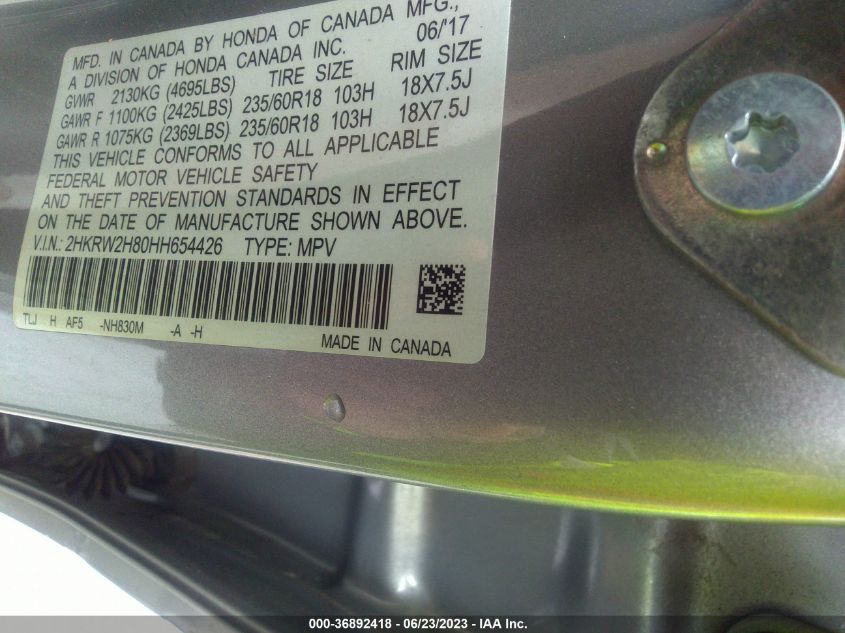 MFD. IN CANADA BY HONDA OF CANADA MFG.,
A DIVISION OF HONDA CANADA INC. 06/'17
GVWR 2130KG (4695LBS) TIRE SIZE RIM SIZE
GAWR F 1100KG (2425LBS) 235/60R18 103H 18X7.5J
GAWR R 1075KG (2369LBS) 235/60R18 103H 18X7.5J
THIS VEHICLE CONFORMS TO ALL APPLICABLE
FEDERAL MOTOR VEHICLE SAFETY
AND THEFT PREVENTION STANDARDS IN EFFECT
ON THE DATE OF MANUFACTURE SHOWN ABOVE.
V.I.N.: 2HKRW2H80HH654426 TYPE: MPV
TLJ H AF5 -NH830M -A -H
MADE IN CANADA
000-36892418 - 06/23/2023 - IAA Inc.